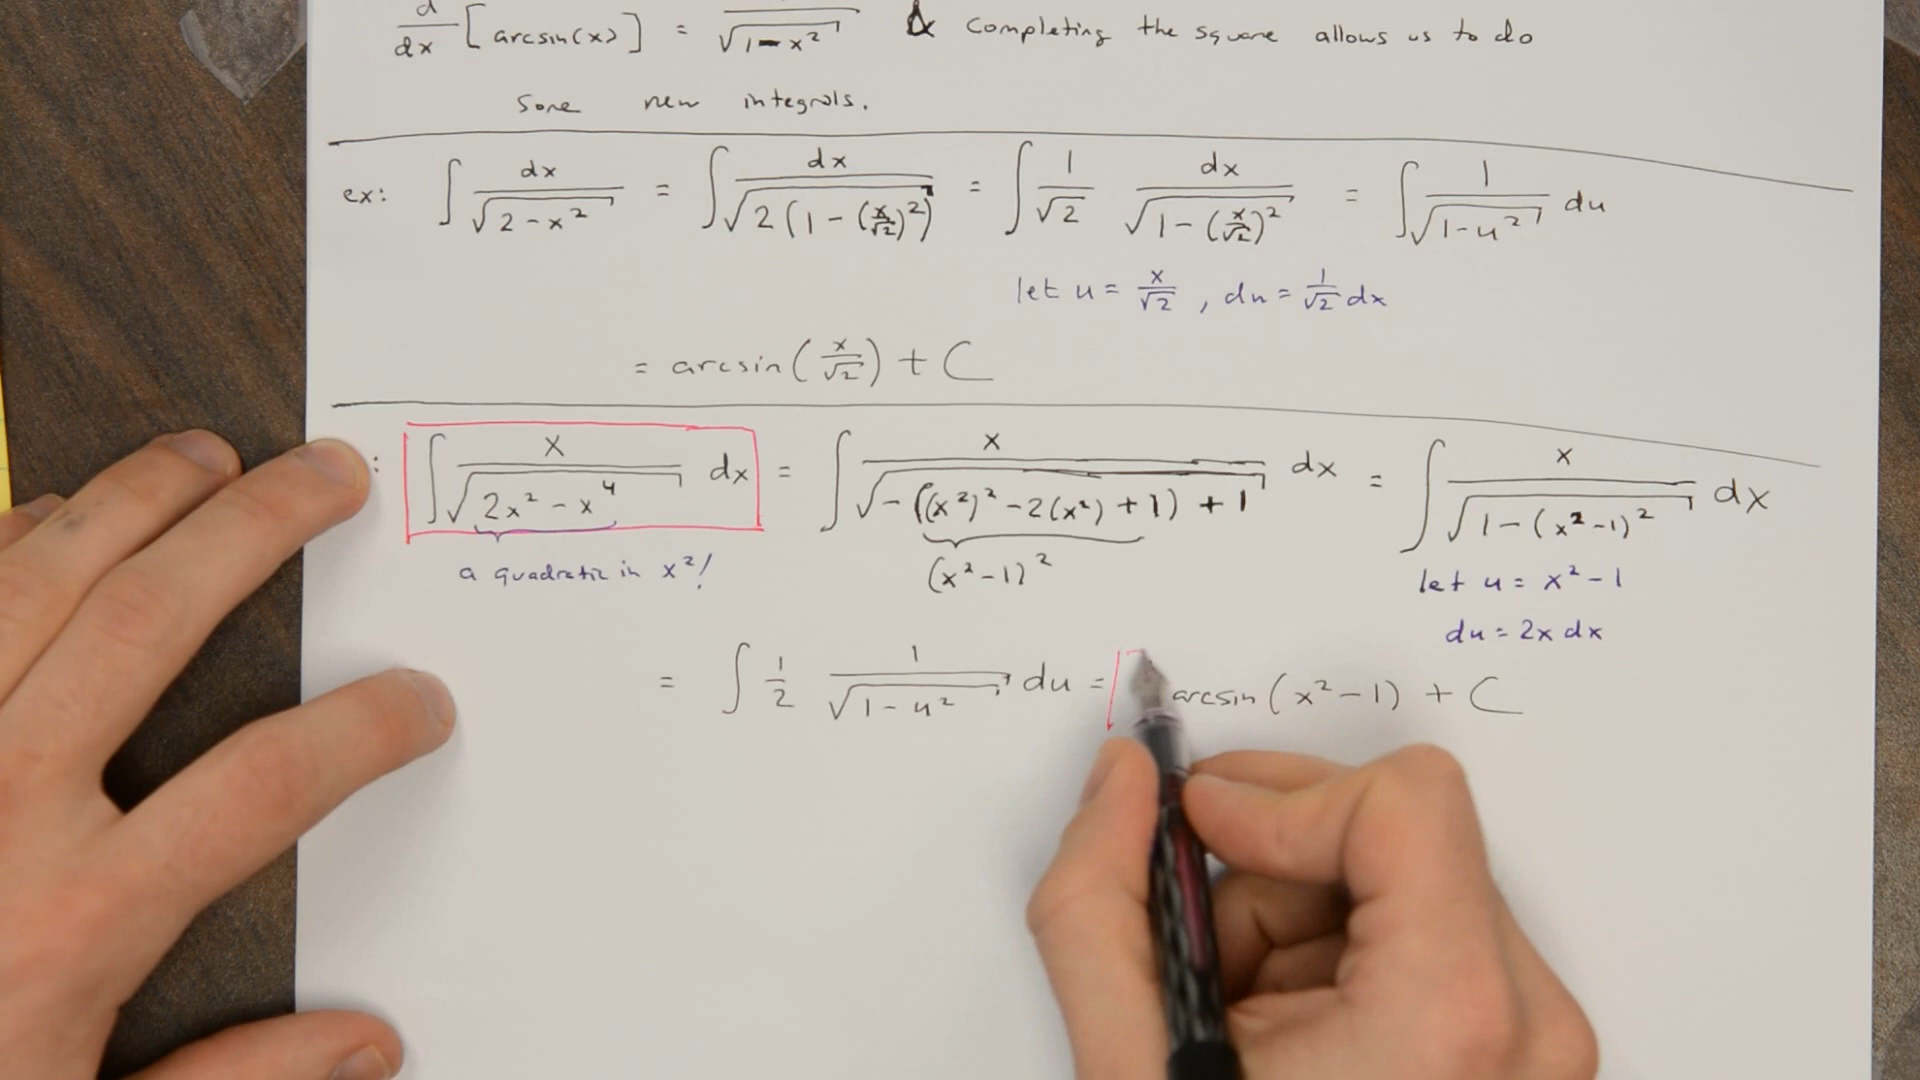 d/dx [arcsin(x)] = /√(1-x²) & completing the square allows us to do
some new integrals.
ex: ∫ dx/√(2-x²) = ∫ dx/√(2(1-(x/√2)²)) = ∫ 1/√2 dx/√(1-(x/√2)²) = ∫ 1/√(1-u²) du
let u = x/√2, du = 1/√2 dx
= arcsin(x/√2) + C
: ∫ x/√(2x²-x⁴) dx = ∫ x/√(-((x²)²-2(x²)+1)+1) dx = ∫ x/√(1-(x²-1)²) dx
a quadratic in x²! (x²-1)² let u = x²-1
du = 2x dx
= ∫ 1/2 1/√(1-u²) du = arcsin(x²-1) + C